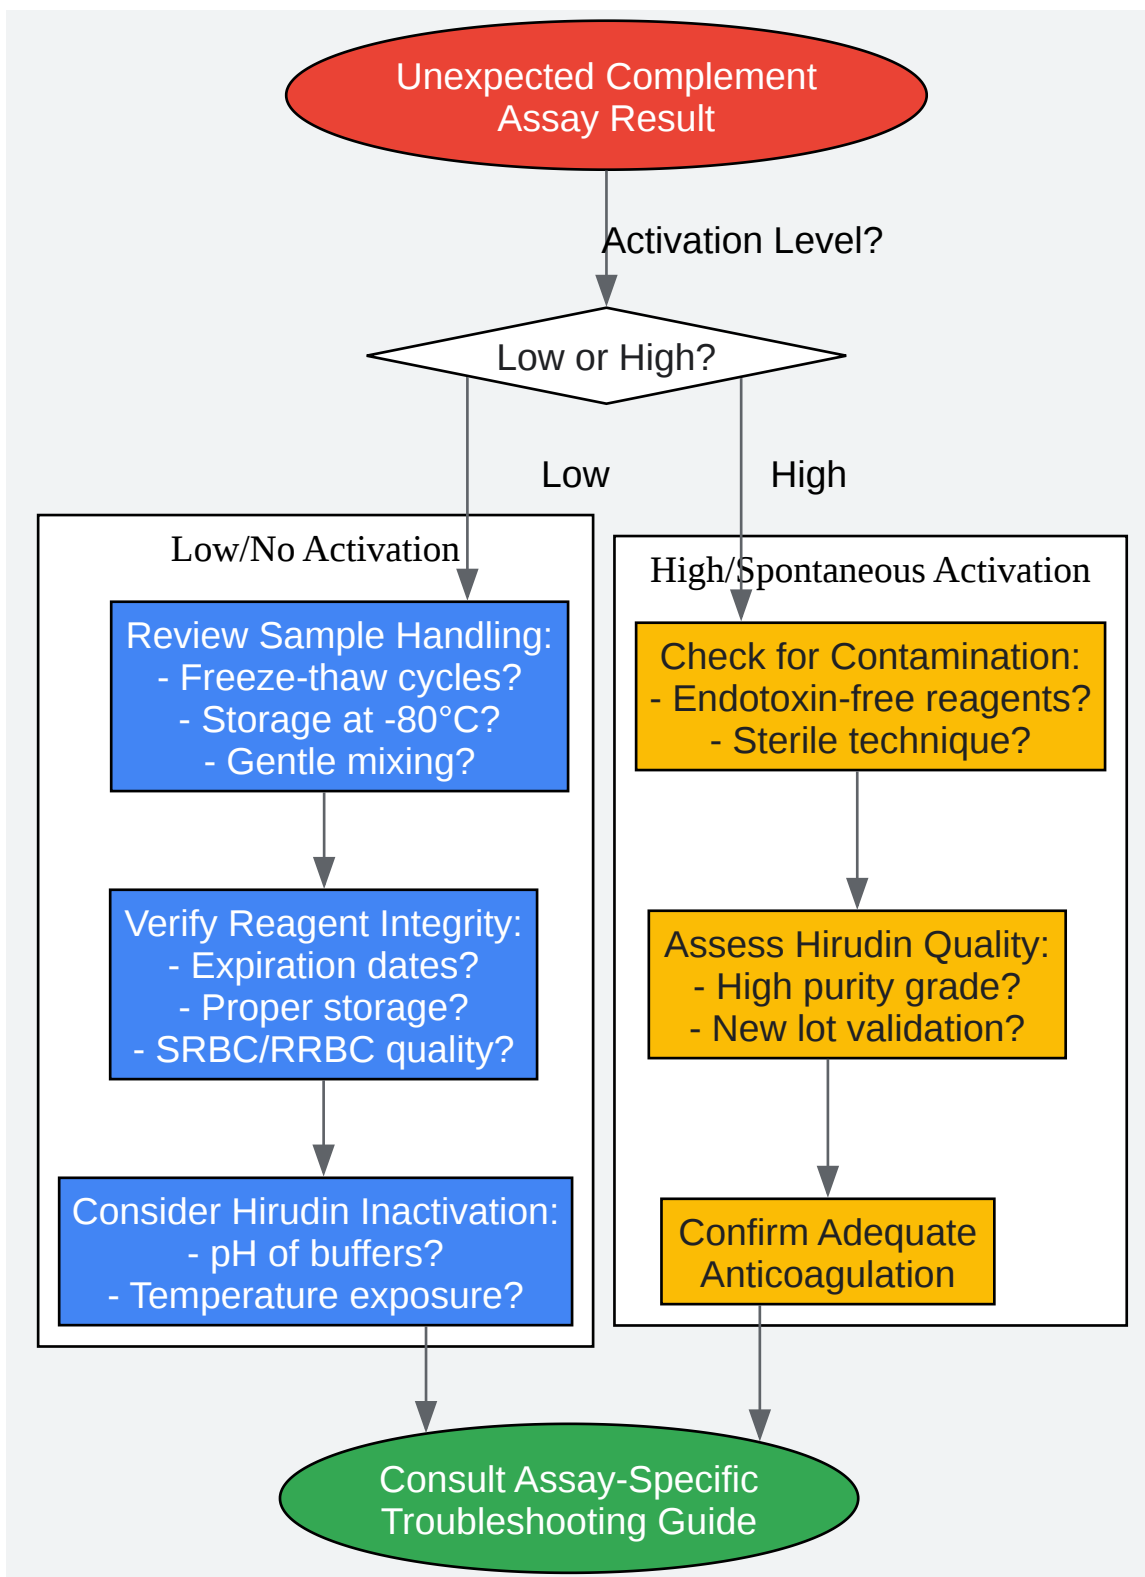 Unexpected Complement
Assay Result
Activation Level?
Low or High?
Low
High
Low/No Activation
Review Sample Handling:
- Freeze-thaw cycles?
- Storage at -80°C?
- Gentle mixing?
Verify Reagent Integrity:
- Expiration dates?
- Proper storage?
- SRBC/RRBC quality?
Consider Hirudin Inactivation:
- pH of buffers?
- Temperature exposure?
High/Spontaneous Activation
Check for Contamination:
- Endotoxin-free reagents?
- Sterile technique?
Assess Hirudin Quality:
- High purity grade?
- New lot validation?
Confirm Adequate
Anticoagulation
Consult Assay-Specific
Troubleshooting Guide